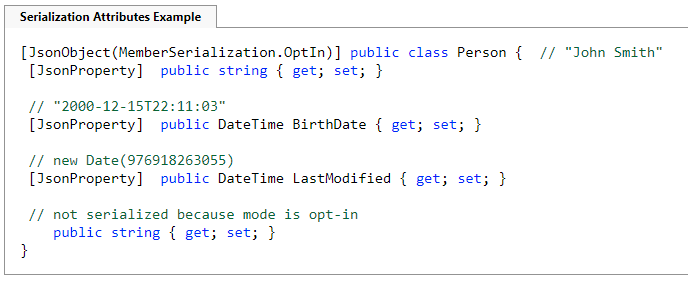 Serialization Attributes Example
[JsonObject(MemberSerialization.OptIn)] public class Person {  // "John Smith"
[JsonProperty]  public string { get; set; }
// "2000-12-15T22:11:03"
[JsonProperty]  public DateTime BirthDate { get; set; }
// new Date(976918263055)
[JsonProperty]  public DateTime LastModified { get; set; }
// not serialized because mode is opt-in
public string { get; set; }
}